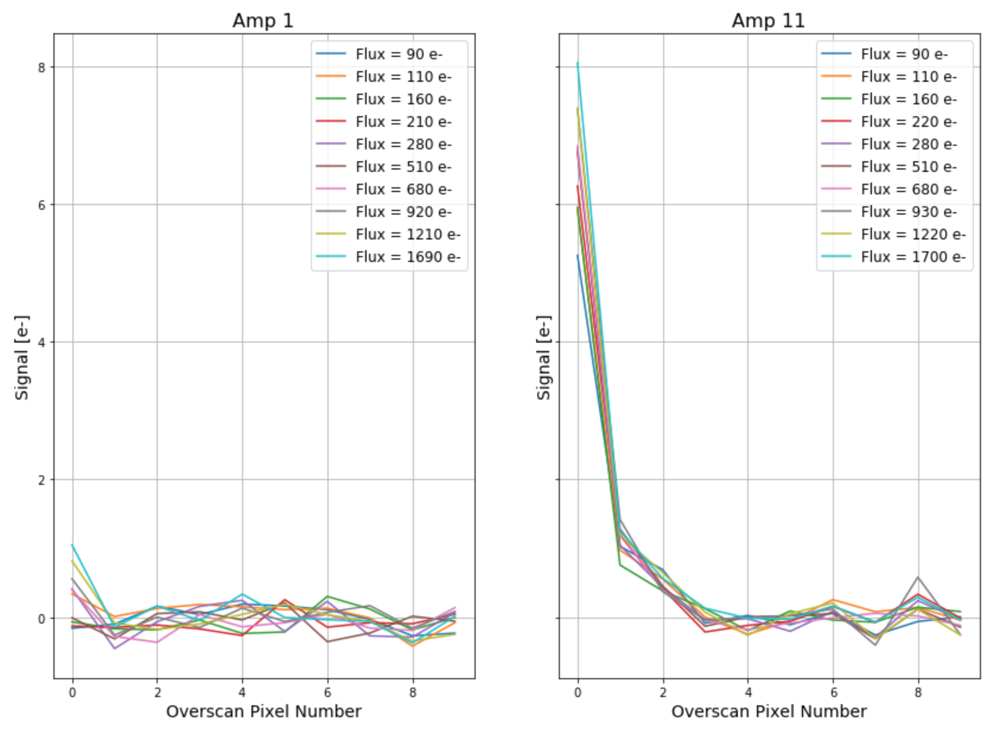 Amp 1
Flux = 90 e-
Flux = 110 e-
Flux = 160 e-
Flux = 210 e-
Flux = 280 e-
Flux = 510 e-
Flux = 680 e-
Flux = 920 e-
Flux = 1210 e-
Flux = 1690 e-
8
6
4
2
0
Signal [e-]
0 2 4 6 8
Overscan Pixel Number
Amp 11
Flux = 90 e-
Flux = 110 e-
Flux = 160 e-
Flux = 220 e-
Flux = 280 e-
Flux = 510 e-
Flux = 680 e-
Flux = 930 e-
Flux = 1220 e-
Flux = 1700 e-
Signal [e-]
0 2 4 6 8
Overscan Pixel Number